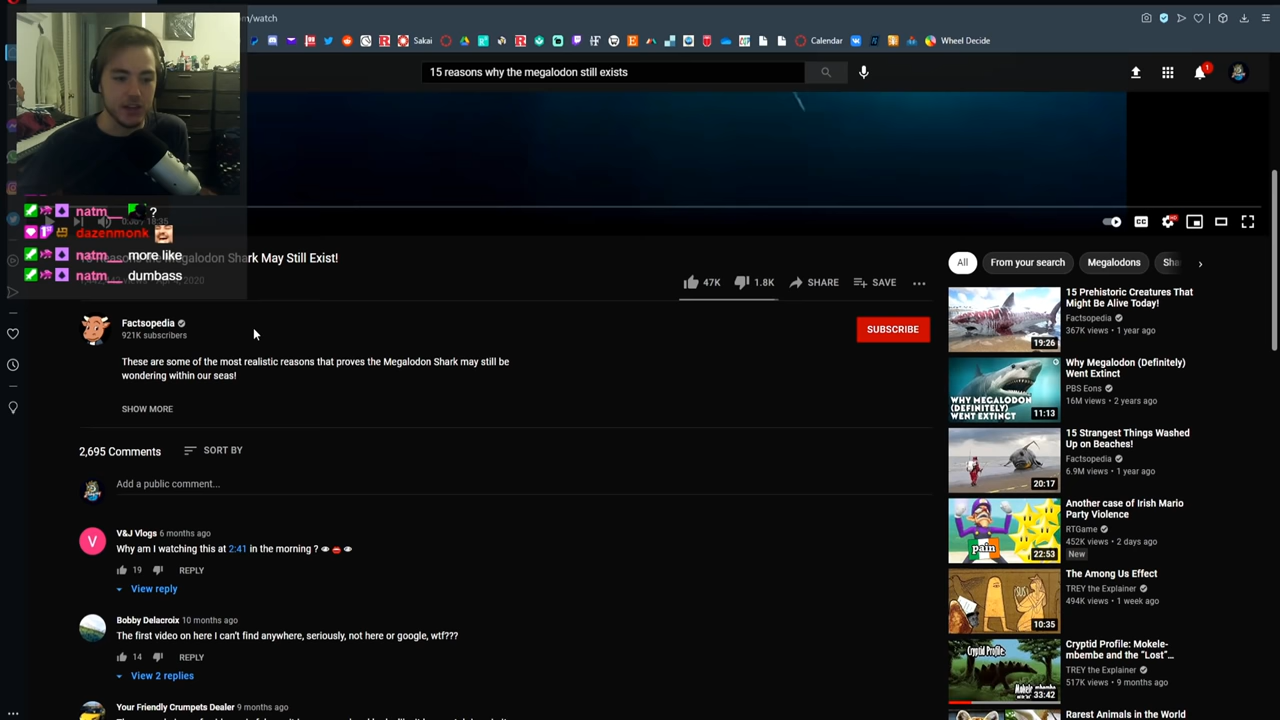 m/watch
Sakai
Calendar
Wheel Decide
15 reasons why the megalodon still exists
1
natm__ ?
dazenmonk
natm__ more like
natm__ dumbass
Megalodon Shark May Still Exist!
2020
47K
1.8K
SHARE
SAVE
Factsopedia
921K subscribers
SUBSCRIBE
These are some of the most realistic reasons that proves the Megalodon Shark may still be
wondering within our seas!
SHOW MORE
2,695 Comments
SORT BY
Add a public comment...
V
V&J Vlogs 6 months ago
Why am I watching this at 2:41 in the morning ?
19
REPLY
View reply
Bobby Delacroix 10 months ago
The first video on here I can't find anywhere, seriously, not here or google, wtf???
14
REPLY
View 2 replies
Your Friendly Crumpets Dealer 9 months ago
All
From your search
Megalodons
Sha
15 Prehistoric Creatures That
Might Be Alive Today!
Factsopedia
367K views • 1 year ago
19:26
Why Megalodon (Definitely)
Went Extinct
PBS Eons
16M views • 2 years ago
WHY MEGALODON
(DEFINITELY)
WENT EXTINCT
11:13
15 Strangest Things Washed
Up on Beaches!
Factsopedia
6.9M views • 1 year ago
20:17
Another case of Irish Mario
Party Violence
RTGame
452K views • 2 days ago
New
pain
22:53
The Among Us Effect
TREY the Explainer
494K views • 1 week ago
10:35
Cryptid Profile: Mokele-
mbembe and the “Lost”...
TREY the Explainer
517K views • 9 months ago
Cryptid Profile:
33:42
Rarest Animals in the World